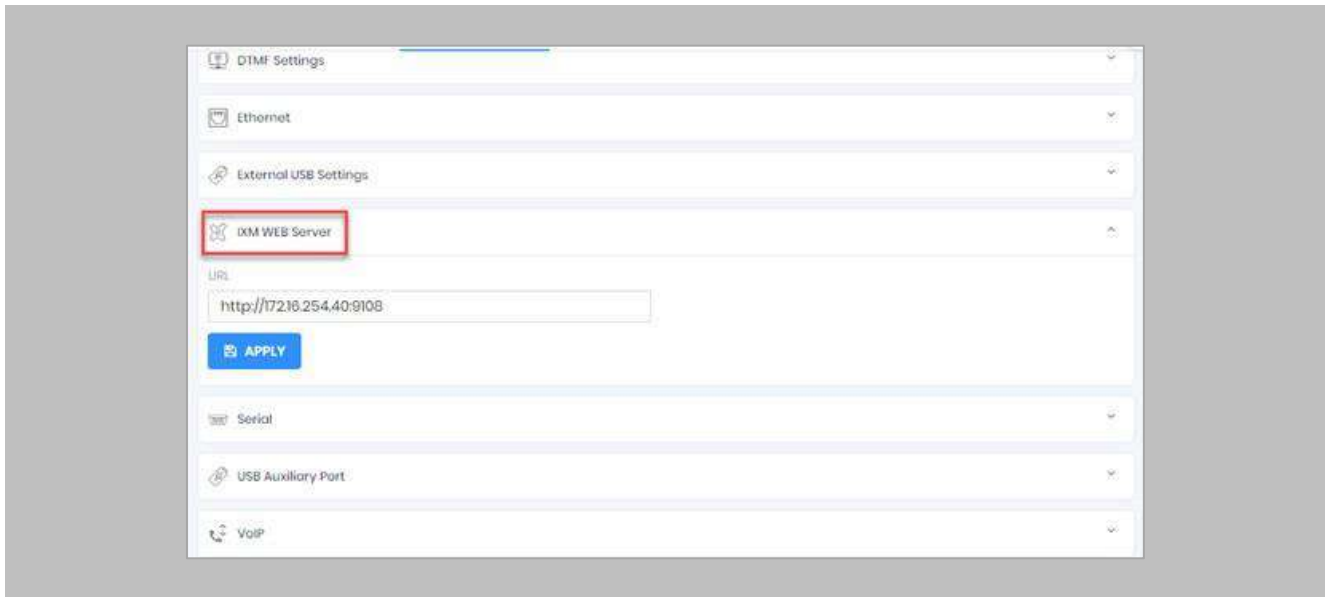 DTMF Settings
Ethernet
External USB Settings
IXM WEB Server
URL
http://172.16.254.40:9108
APPLY
Serial
USB Auxiliary Port
VoIP